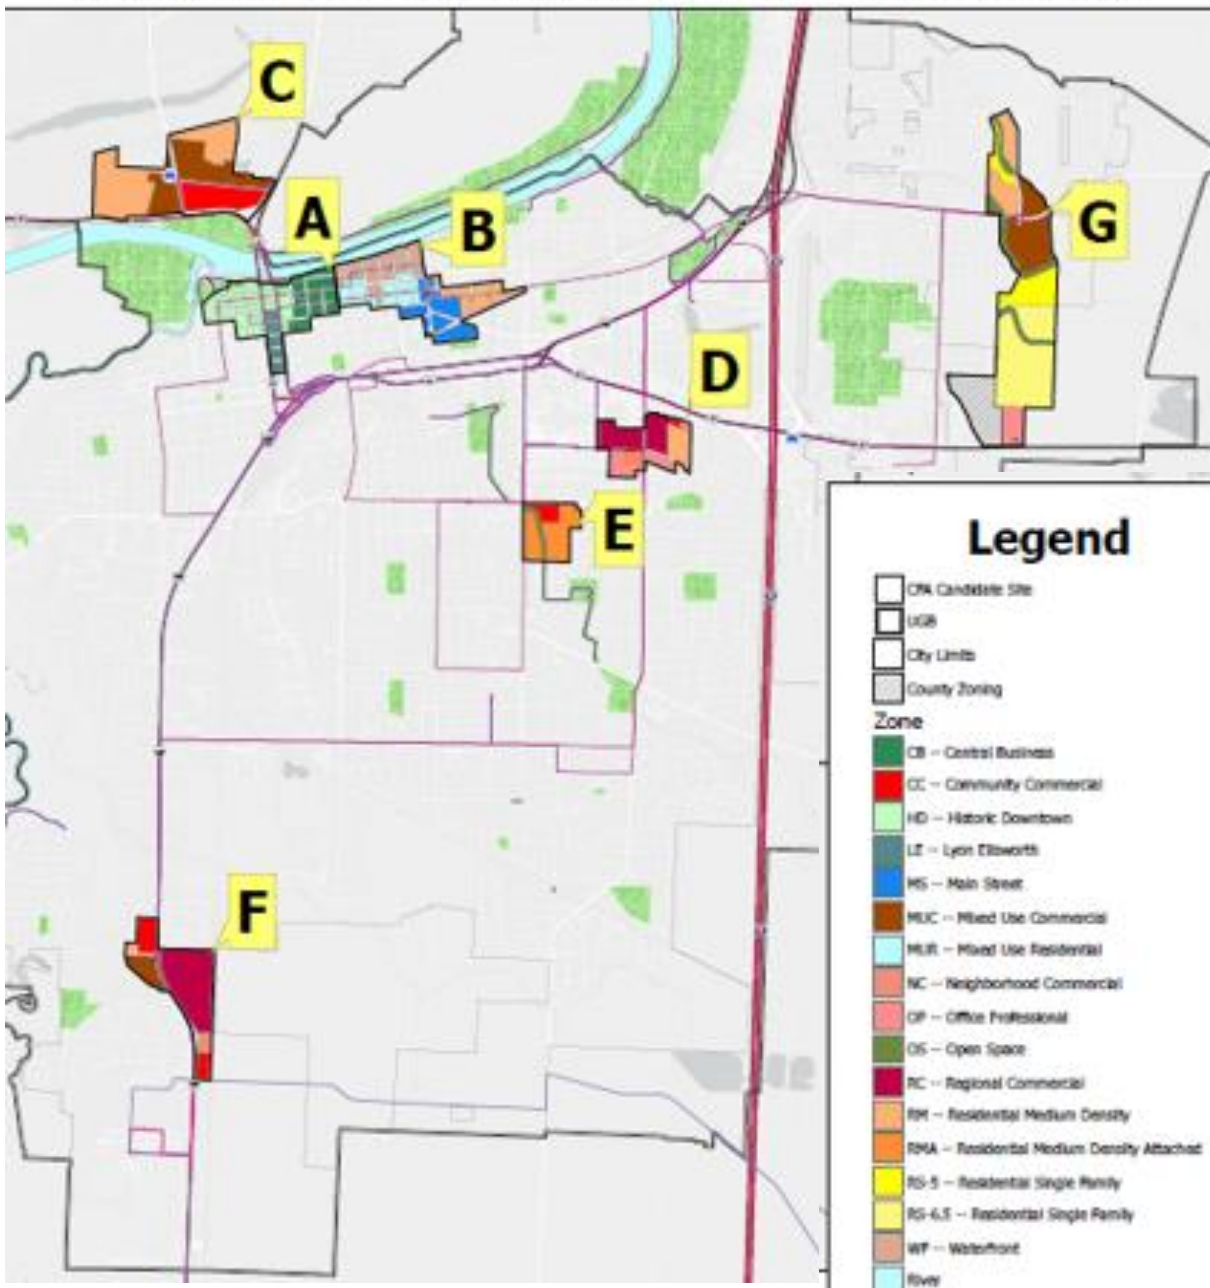 C
A
B
G
D
E
F
Legend
CFA Candidate Site
UGB
City Limits
County Zoning
Zone
CB -- Central Business
CC -- Community Commercial
HD -- Historic Downtown
LE -- Lyon Ellsworth
MS -- Main Street
MUC -- Mixed Use Commercial
MUR -- Mixed Use Residential
NC -- Neighborhood Commercial
OP -- Office Professional
OS -- Open Space
RC -- Regional Commercial
RM -- Residential Medium Density
RMA -- Residential Medium Density Attached
RS-5 -- Residential Single Family
RS-6.5 -- Residential Single Family
WF -- Waterfront
River